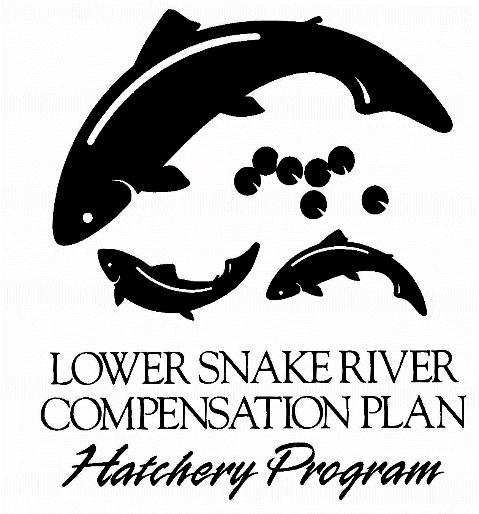 LOWER SNAKE RIVER
COMPENSATION PLAN
Hatchery Program